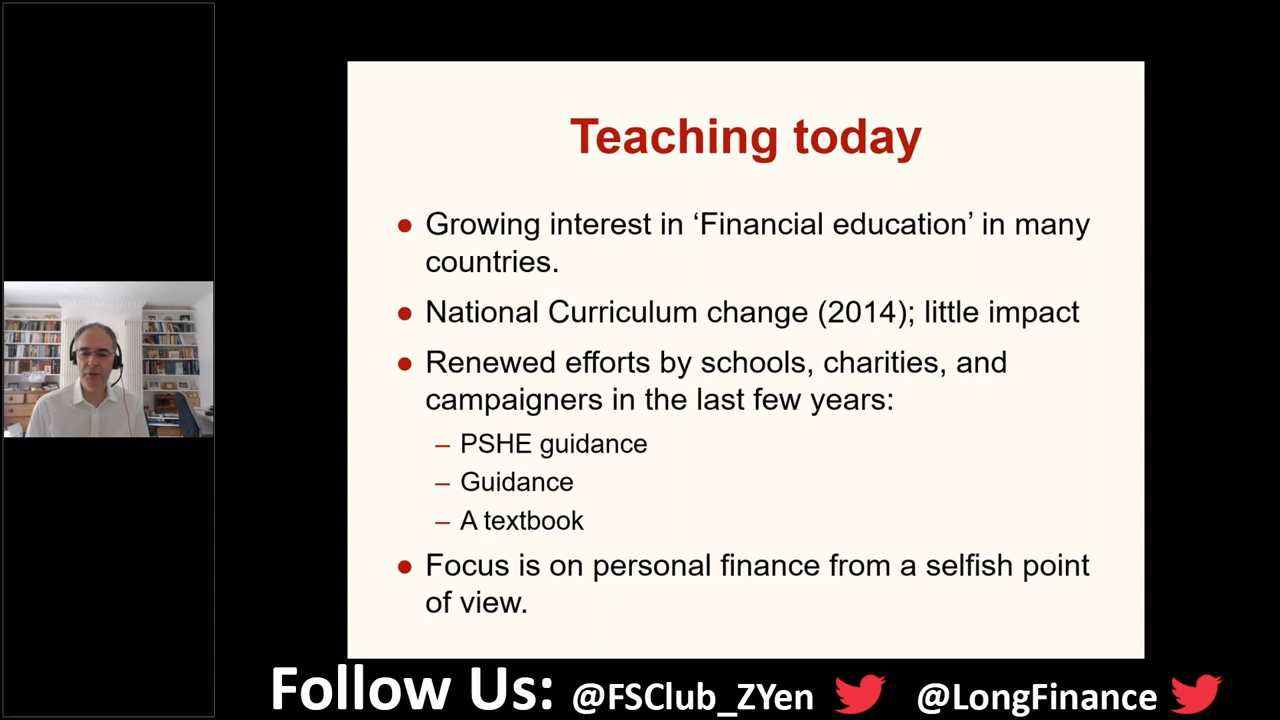 Teaching today
● Growing interest in ‘Financial education’ in many
countries.
● National Curriculum change (2014); little impact
● Renewed efforts by schools, charities, and
campaigners in the last few years:
– PSHE guidance
– Guidance
– A textbook
● Focus is on personal finance from a selfish point
of view.
Follow Us: @FSClub_ZYen @LongFinance